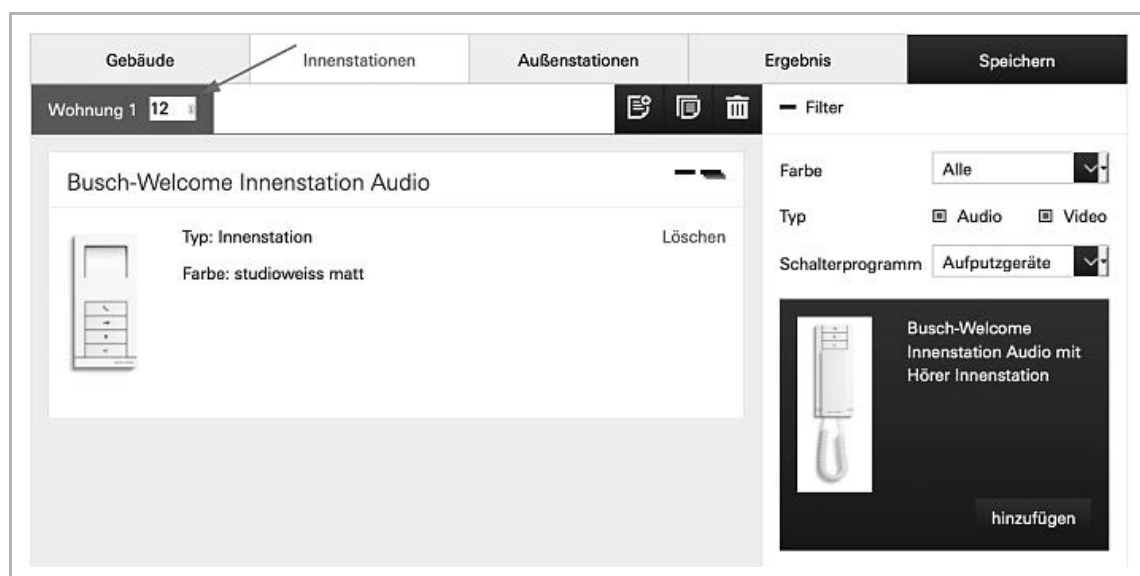 Gebäude Innenstationen Außenstationen Ergebnis Speichern
Wohnung 1 12
Filter
Busch-Welcome Innenstation Audio
Typ: Innenstation Löschen
Farbe: studioweiss matt
Farbe Alle
Typ Audio Video
Schalterprogramm Aufputzgeräte
Busch-Welcome
Innenstation Audio mit
Hörer Innenstation
hinzufügen